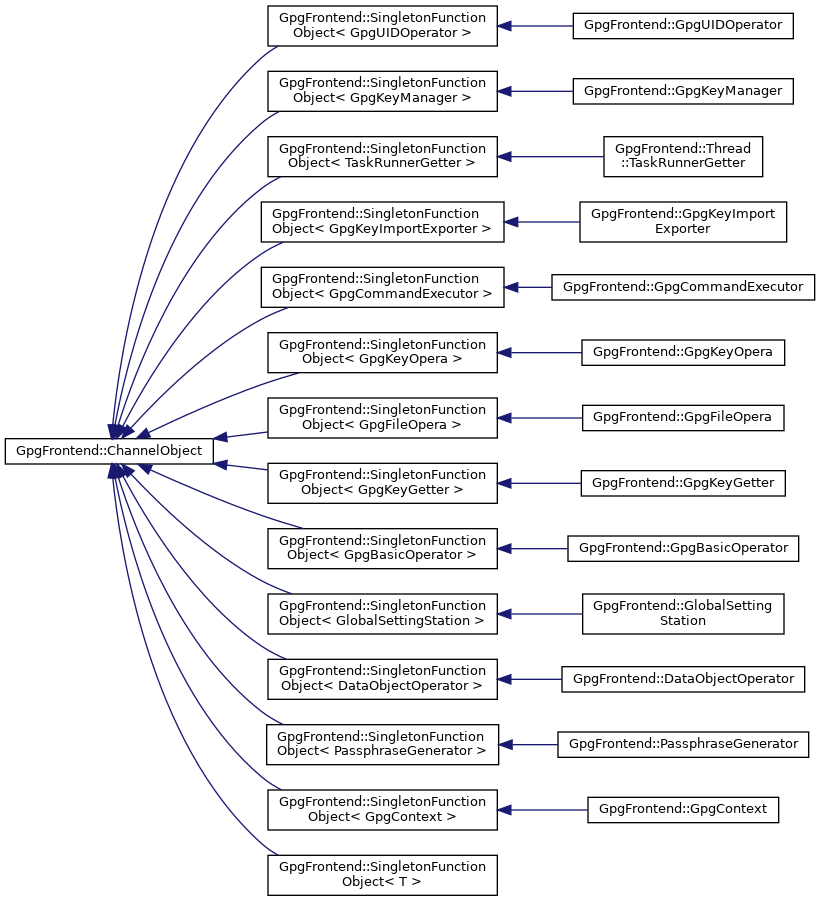 GpgFrontend::SingletonFunction
Object< GpgUIDOperator >
GpgFrontend::GpgUIDOperator
GpgFrontend::SingletonFunction
Object< GpgKeyManager >
GpgFrontend::GpgKeyManager
GpgFrontend::SingletonFunction
Object< TaskRunnerGetter >
GpgFrontend::Thread
::TaskRunnerGetter
GpgFrontend::SingletonFunction
Object< GpgKeyImportExporter >
GpgFrontend::GpgKeyImport
Exporter
GpgFrontend::SingletonFunction
Object< GpgCommandExecutor >
GpgFrontend::GpgCommandExecutor
GpgFrontend::SingletonFunction
Object< GpgKeyOpera >
GpgFrontend::GpgKeyOpera
GpgFrontend::SingletonFunction
Object< GpgFileOpera >
GpgFrontend::GpgFileOpera
GpgFrontend::ChannelObject
GpgFrontend::SingletonFunction
Object< GpgKeyGetter >
GpgFrontend::GpgKeyGetter
GpgFrontend::SingletonFunction
Object< GpgBasicOperator >
GpgFrontend::GpgBasicOperator
GpgFrontend::SingletonFunction
Object< GlobalSettingStation >
GpgFrontend::GlobalSetting
Station
GpgFrontend::SingletonFunction
Object< DataObjectOperator >
GpgFrontend::DataObjectOperator
GpgFrontend::SingletonFunction
Object< PassphraseGenerator >
GpgFrontend::PassphraseGenerator
GpgFrontend::SingletonFunction
Object< GpgContext >
GpgFrontend::GpgContext
GpgFrontend::SingletonFunction
Object< T >